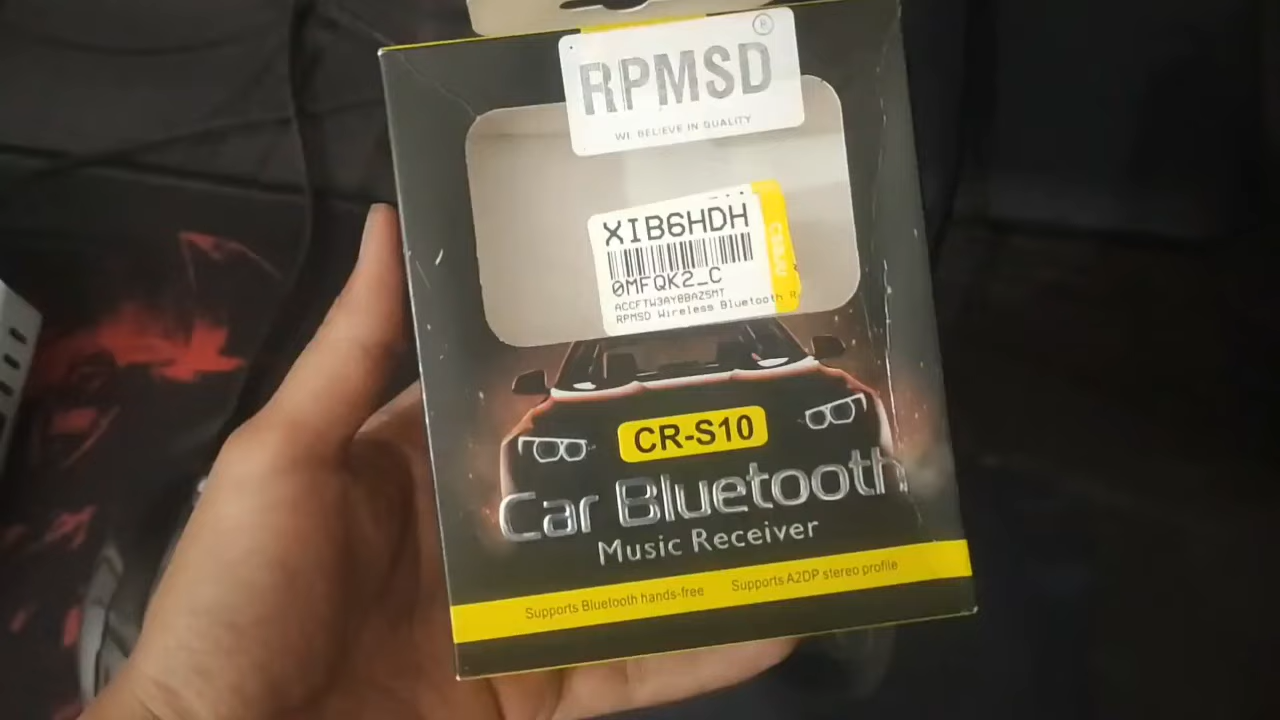 ®
RPMSD
WE BELIEVE IN QUALITY
XIB6HDH
0MFQK2_C
ACCFTW3AYBBAZSMT
RPMSD Wireless Bluetooth R
CR-S10
Car Bluetooth
Music Receiver
Supports Bluetooth hands-free Supports A2DP stereo profile